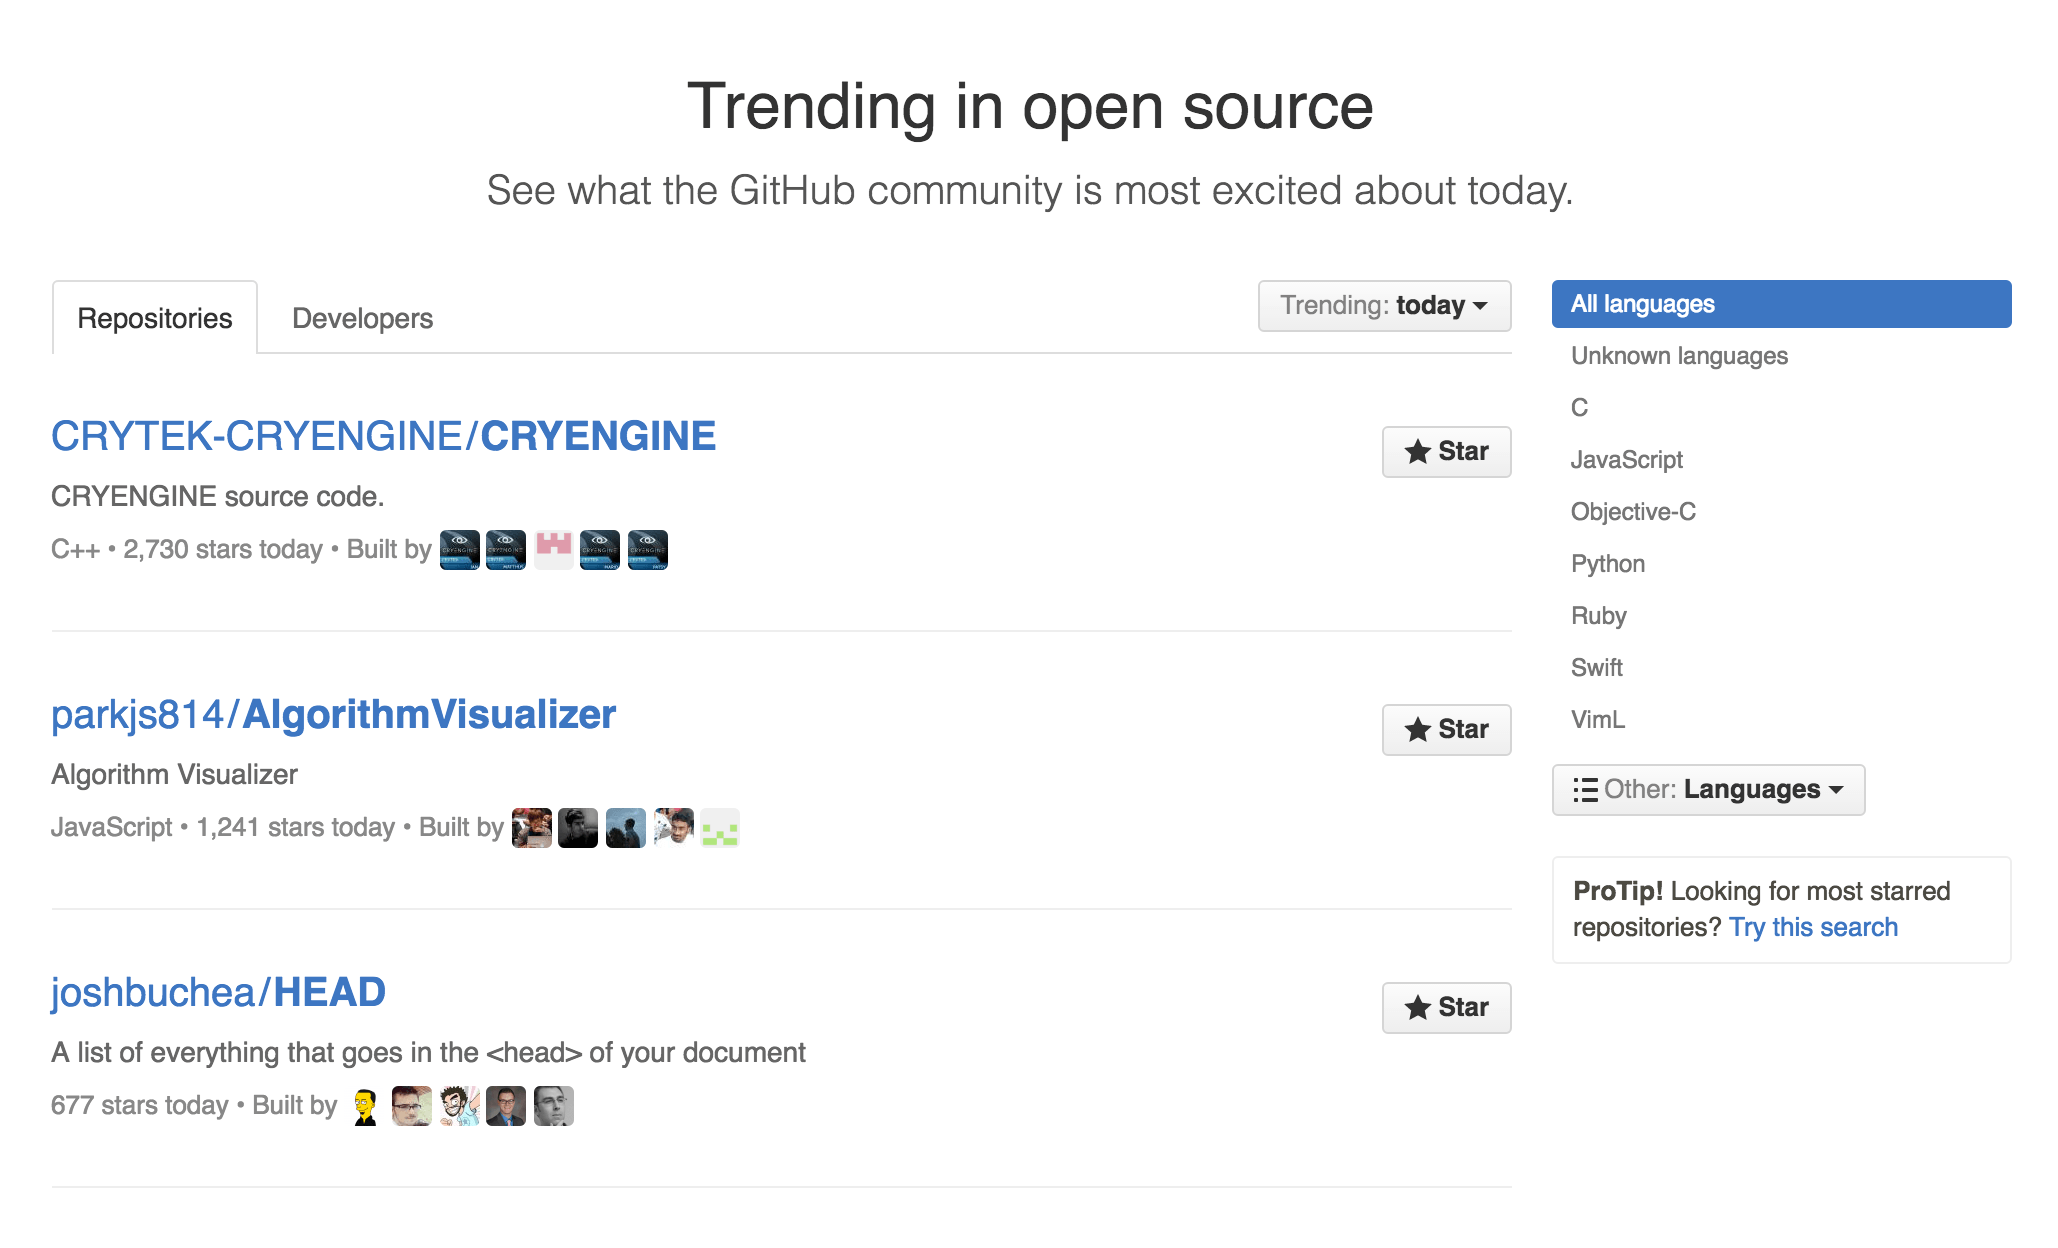 Trending in open source
See what the GitHub community is most excited about today.
Repositories
Developers
Trending: today
CRYTEK-CRYENGINE/CRYENGINE
Star
CRYENGINE source code.
C++ • 2,730 stars today • Built by
parkjs814/AlgorithmVisualizer
Star
Algorithm Visualizer
JavaScript • 1,241 stars today • Built by
joshbuchea/HEAD
Star
A list of everything that goes in the <head> of your document
677 stars today • Built by
All languages
Unknown languages
C
JavaScript
Objective-C
Python
Ruby
Swift
VimL
Other: Languages
ProTip! Looking for most starred
repositories? Try this search